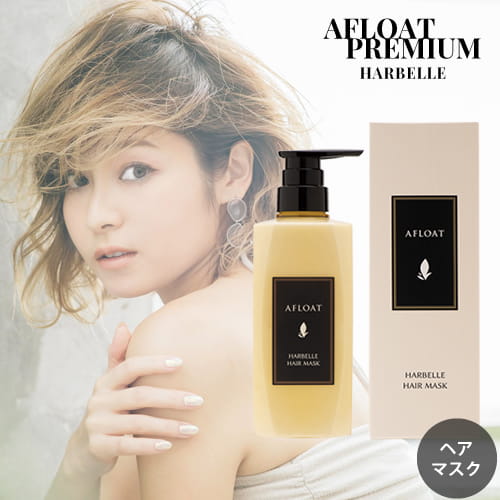 AFLOAT
PREMIUM
HARBELLE
AFLOAT
HARBELLE
HAIR MASK
AFLOAT
HARBELLE
HAIR MASK
ヘア
マスク